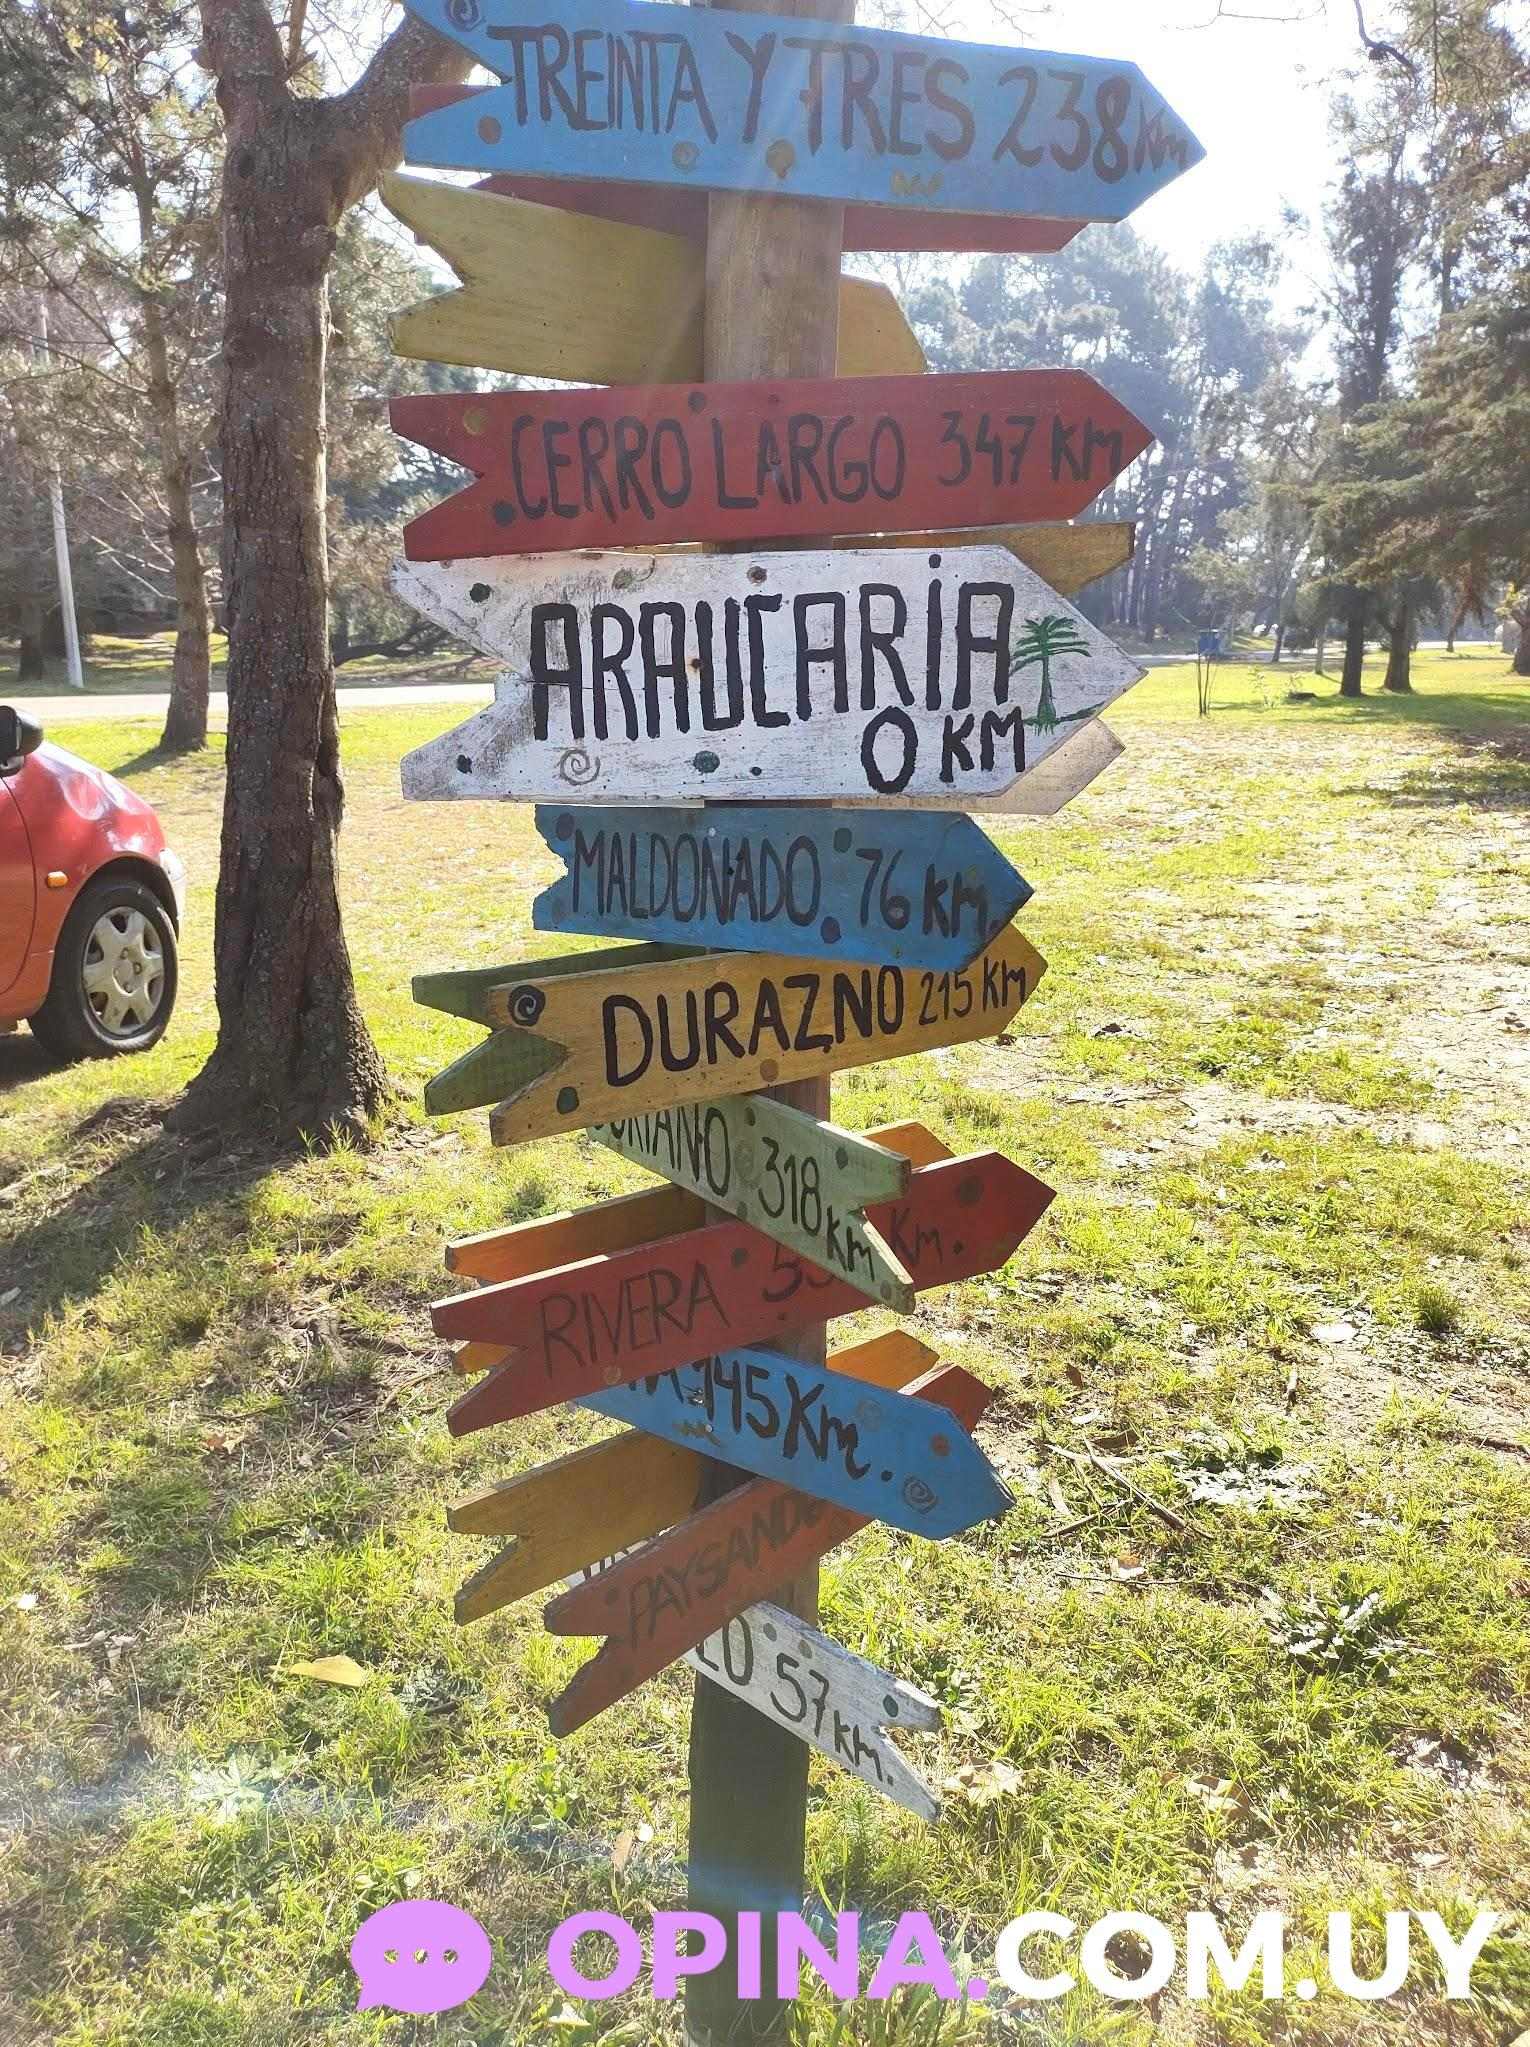 TREINTA Y TRES 238 Km
CERRO LARGO 347 KM
ARAUCARIA
0 KM
MALDONADO 76 Km.
DURAZNO 215 KM
318 Km
RIVERA Km.
145 Km.
57 Km.
OPINA.COM.UY